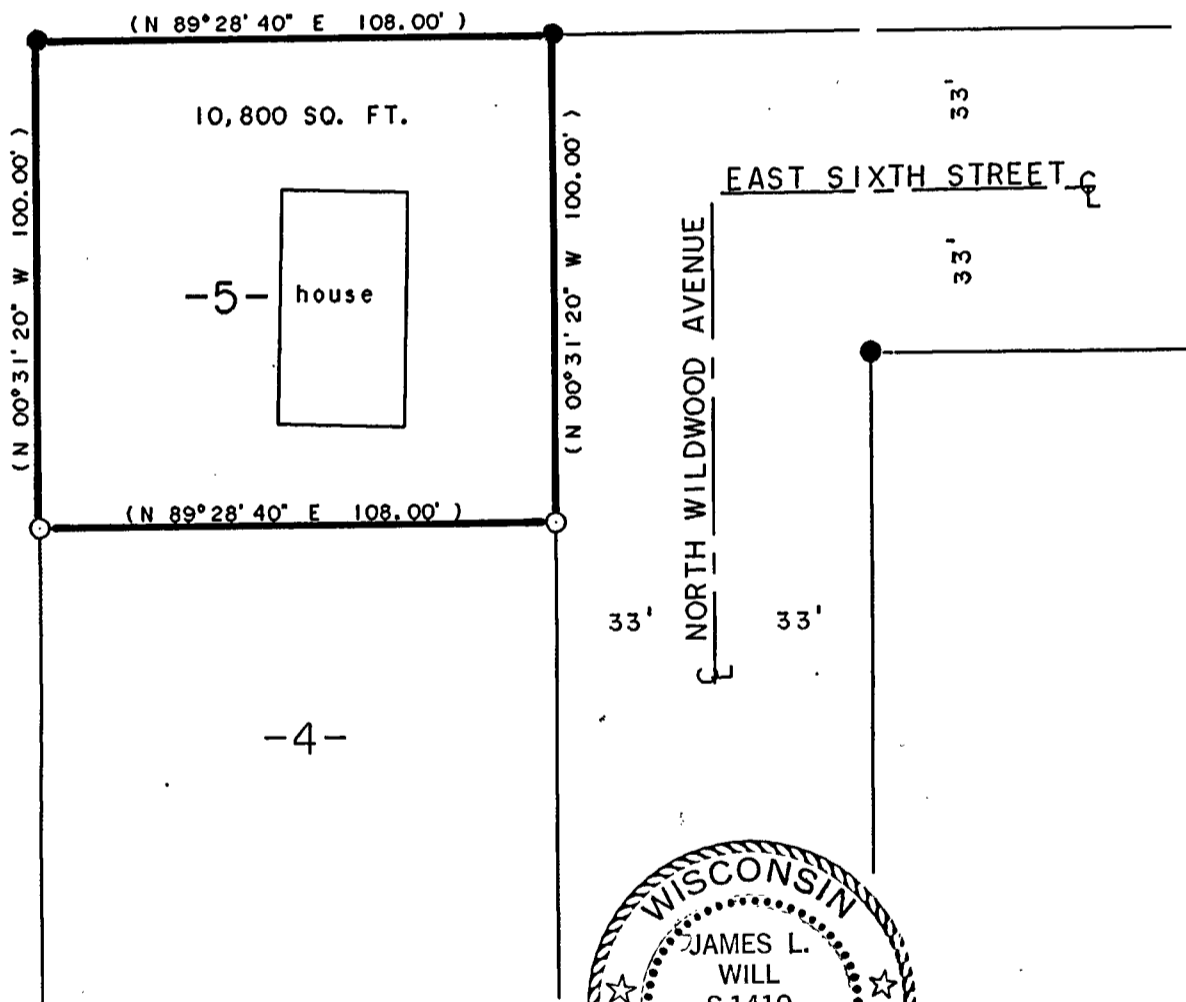 (N 89°28'40" E 108.00')
10,800 SQ. FT.
(N 00°31'20" W 100.00')
(N 00°31'20" W 100.00')
33'
EAST SIXTH STREET ℄
33'
-5-
house
NORTH WILDWOOD AVENUE ℄
(N 89°28'40" E 108.00')
33'
33'
-4-
WISCONSIN
JAMES L.
WILL
S-1419